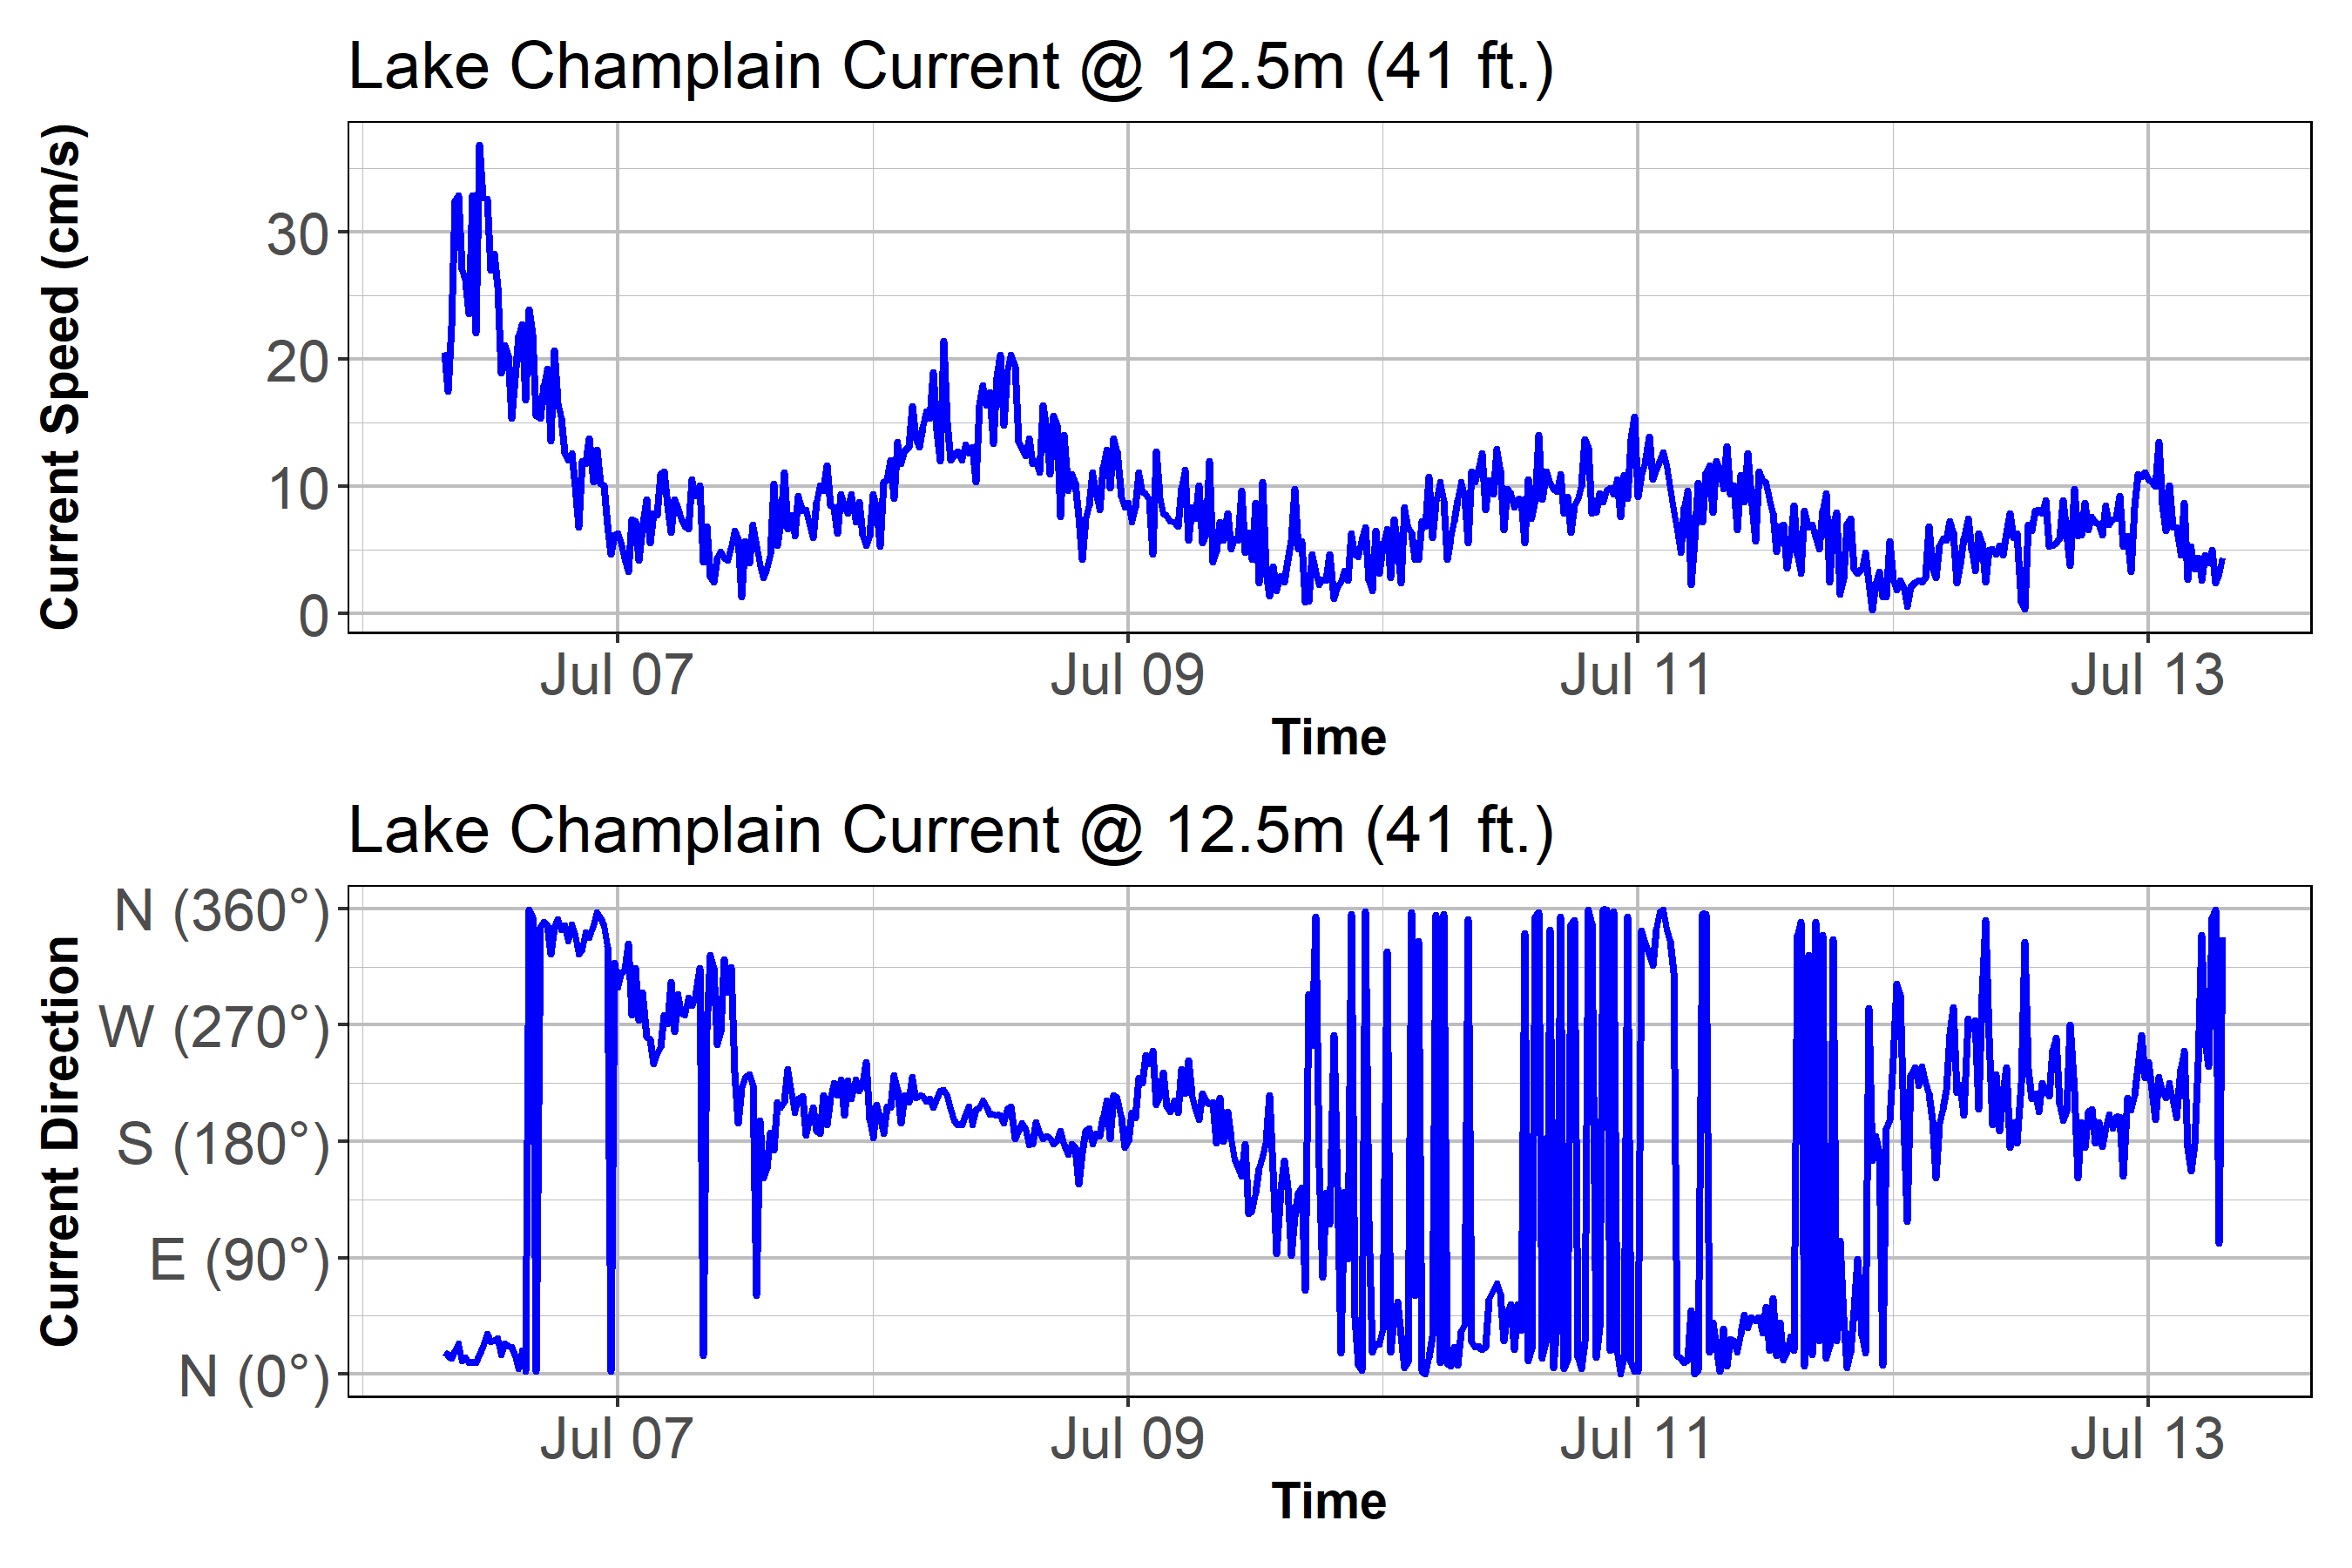 Lake Champlain Current @ 12.5m (41 ft.)
Current Speed (cm/s)
30
20
10
0
Jul 07 Jul 09 Jul 11 Jul 13
Time
Lake Champlain Current @ 12.5m (41 ft.)
Current Direction
N (360°)
W (270°)
S (180°)
E (90°)
N (0°)
Jul 07 Jul 09 Jul 11 Jul 13
Time